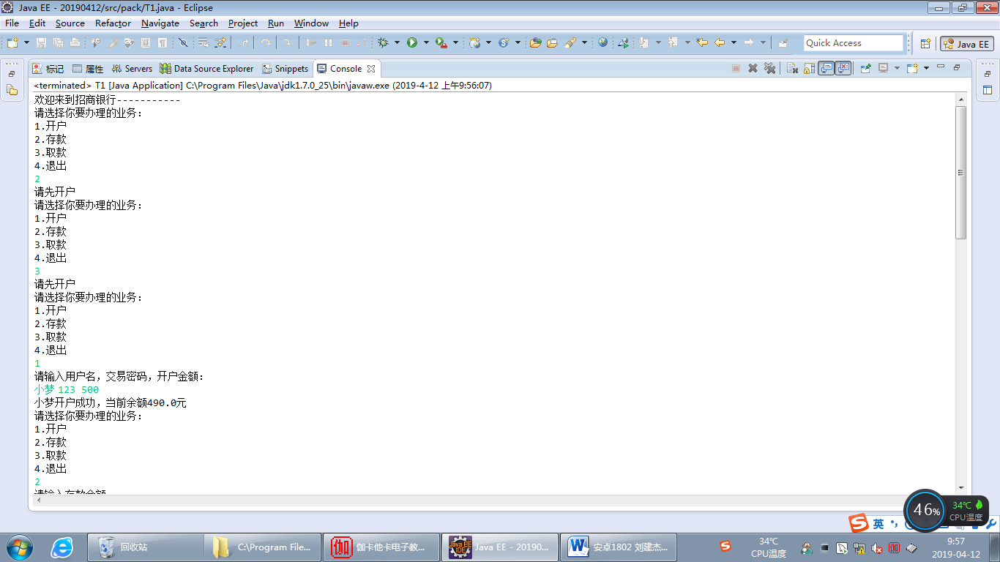 Java EE - 20190412/src/pack/T1.java - Eclipse
File Edit Source Refactor Navigate Search Project Run Window Help
Quick Access
Java EE
标记 属性 Servers Data Source Explorer Snippets Console
<terminated> T1 [Java Application] C:\Program Files\Java\jdk1.7.0_25\bin\javaw.exe (2019-4-12 上午9:56:07)
欢迎来到招商银行-----------
请选择你要办理的业务：
1.开户
2.存款
3.取款
4.退出
2
请先开户
请选择你要办理的业务：
1.开户
2.存款
3.取款
4.退出
3
请先开户
请选择你要办理的业务：
1.开户
2.存款
3.取款
4.退出
1
请输入用户名，交易密码，开户金额：
小梦 123 500
小梦开户成功，当前余额490.0元
请选择你要办理的业务：
1.开户
2.存款
3.取款
4.退出
2
请输入存款金额
46%
34℃
CPU温度
英
回收站
C:\Program File...
伽卡他卡电子教...
Java EE - 20190...
安卓1802 刘建杰...
34℃
CPU温度
9:57
2019-04-12